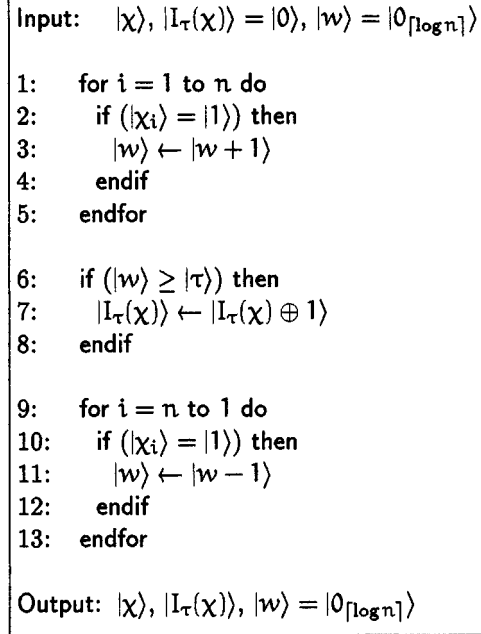 Input: |χ⟩, |I_τ(χ)⟩ = |0⟩, |w⟩ = |0_⌈log n⌉⟩
1: for i = 1 to n do
2: if (|χ_i⟩ = |1⟩) then
3: |w⟩ ← |w + 1⟩
4: endif
5: endfor
6: if (|w⟩ ≥ |τ⟩) then
7: |I_τ(χ)⟩ ← |I_τ(χ) ⊕ 1⟩
8: endif
9: for i = n to 1 do
10: if (|χ_i⟩ = |1⟩) then
11: |w⟩ ← |w − 1⟩
12: endif
13: endfor
Output: |χ⟩, |I_τ(χ)⟩, |w⟩ = |0_⌈log n⌉⟩